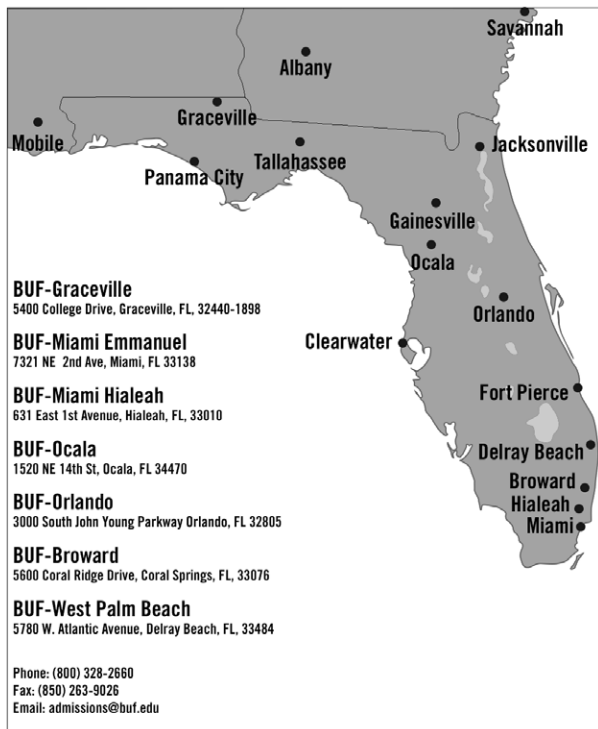 Savannah
Albany
Graceville
Mobile
Jacksonville
Tallahassee
Panama City
Gainesville
Ocala
Orlando
Clearwater
Fort Pierce
Delray Beach
Broward
Hialeah
Miami
BUF-Graceville
5400 College Drive, Graceville, FL, 32440-1898
BUF-Miami Emmanuel
7321 NE 2nd Ave, Miami, FL 33138
BUF-Miami Hialeah
631 East 1st Avenue, Hialeah, FL, 33010
BUF-Ocala
1520 NE 14th St, Ocala, FL 34470
BUF-Orlando
3000 South John Young Parkway Orlando, FL 32805
BUF-Broward
5600 Coral Ridge Drive, Coral Springs, FL, 33076
BUF-West Palm Beach
5780 W. Atlantic Avenue, Delray Beach, FL, 33484
Phone: (800) 328-2660
Fax: (850) 263-9026
Email: admissions@buf.edu